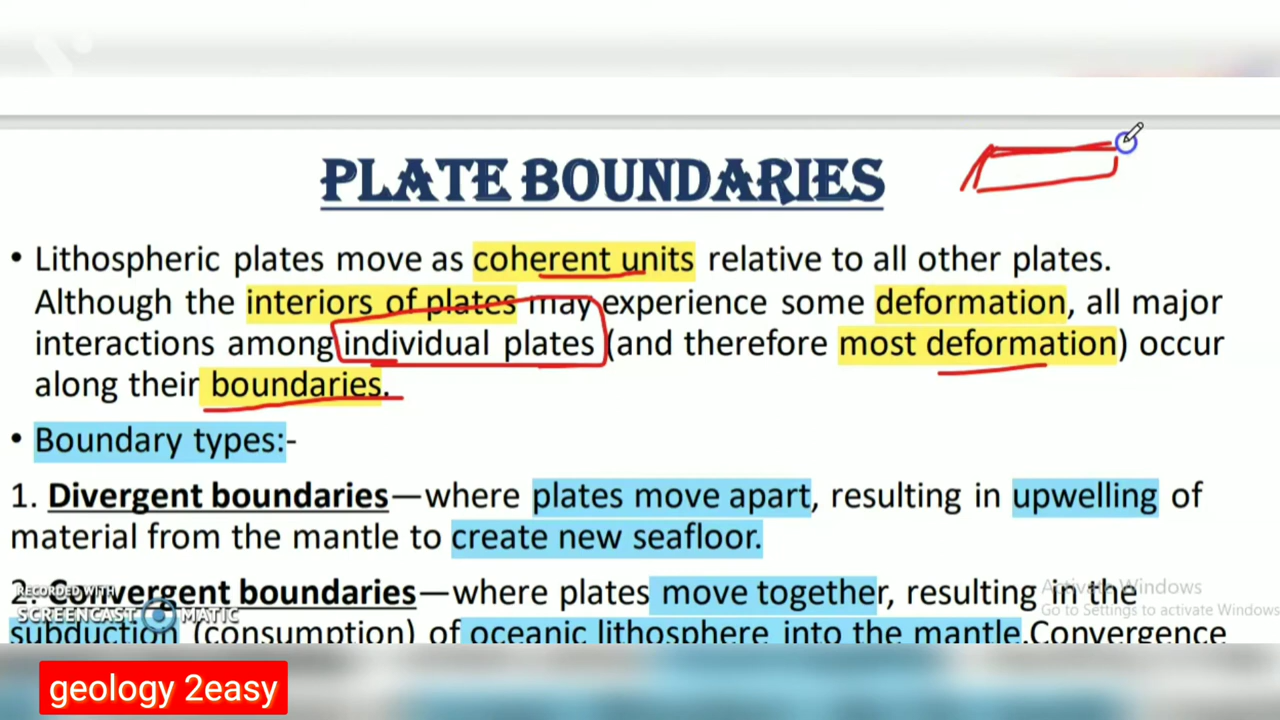 PLATE BOUNDARIES
• Lithospheric plates move as coherent units relative to all other plates.
Although the interiors of plates may experience some deformation, all major
interactions among individual plates (and therefore most deformation) occur
along their boundaries.
• Boundary types:-
1. Divergent boundaries—where plates move apart, resulting in upwelling of
material from the mantle to create new seafloor.
2. Convergent boundaries—where plates move together, resulting in the
subduction (consumption) of oceanic lithosphere into the mantle.Convergence
RECORDED WITH
SCREENCAST MATIC
Activate Windows
Go to Settings to activate Windows
geology 2easy